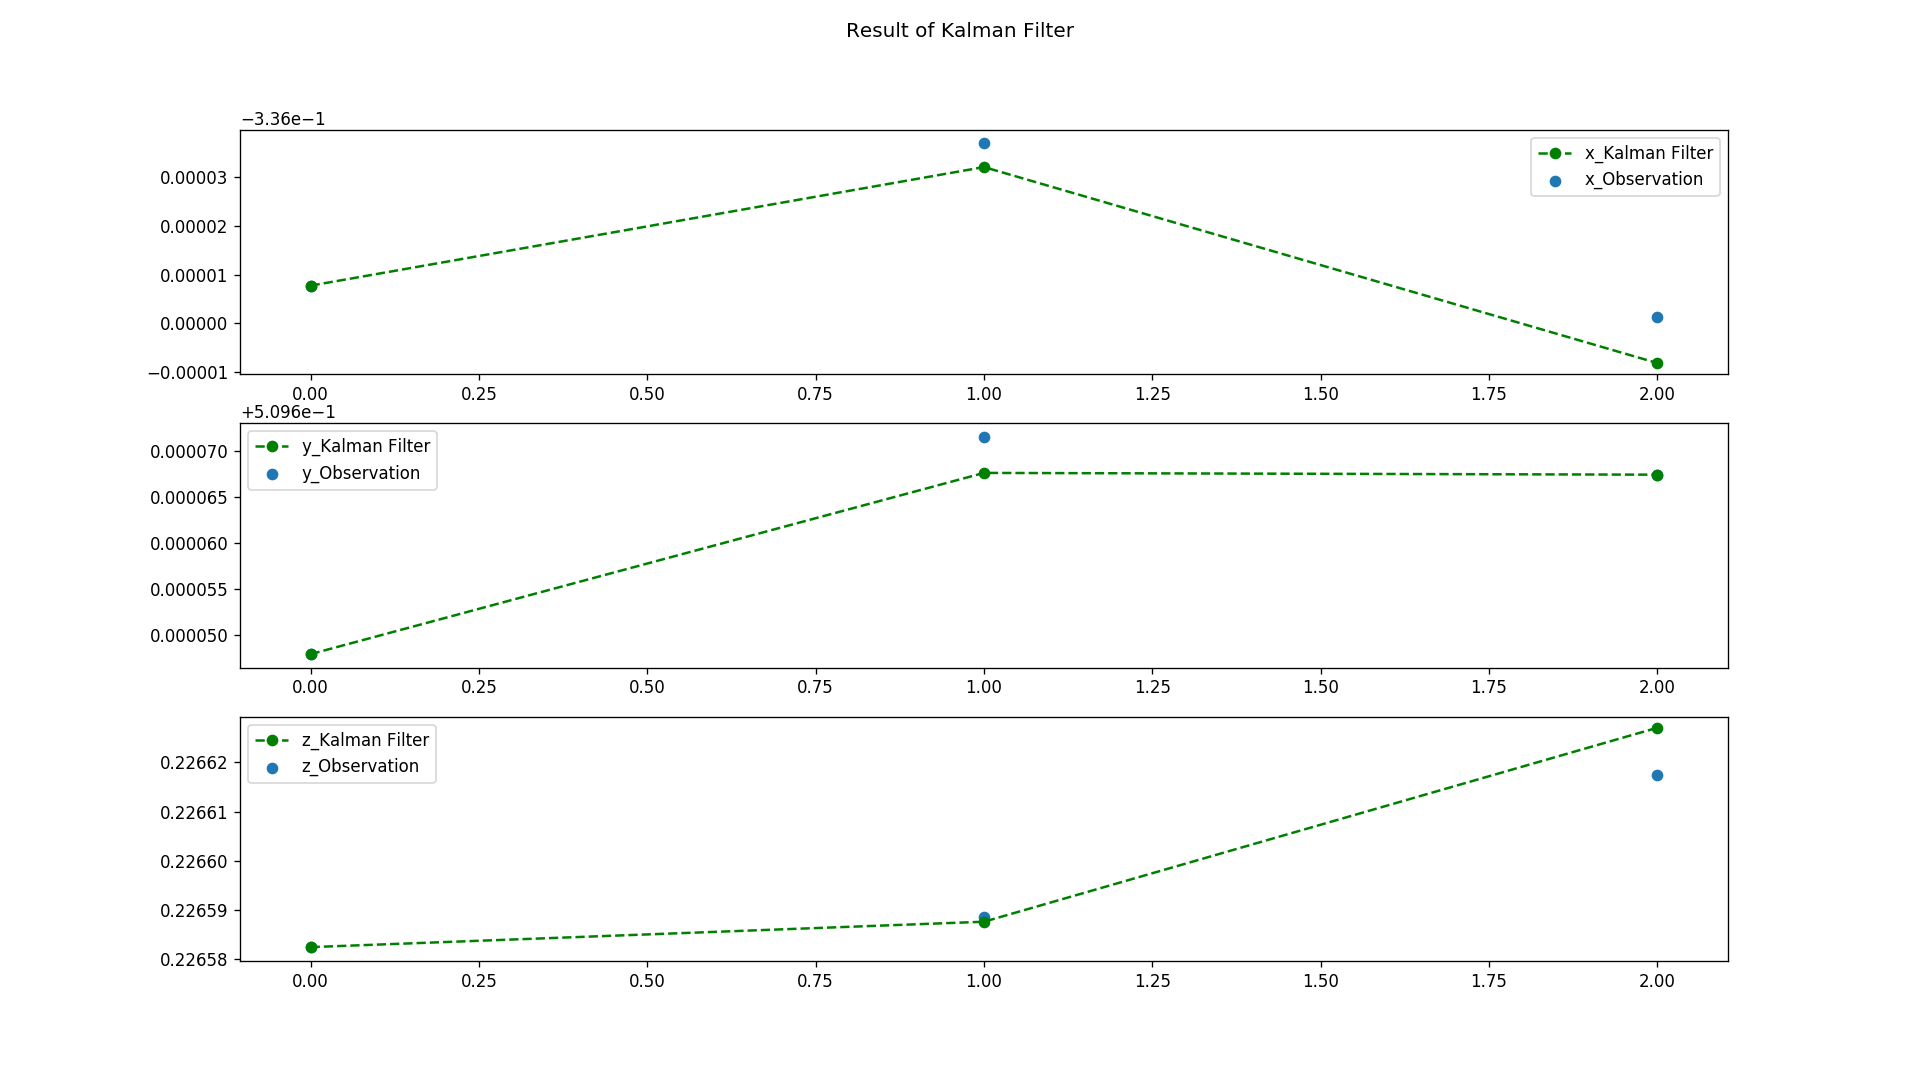 Result of Kalman Filter
−3.36e−1
0.00003
0.00002
0.00001
0.00000
−0.00001
x_Kalman Filter
x_Observation
0.00 0.25 0.50 0.75 1.00 1.25 1.50 1.75 2.00
+5.096e−1
0.000070
0.000065
0.000060
0.000055
0.000050
y_Kalman Filter
y_Observation
0.00 0.25 0.50 0.75 1.00 1.25 1.50 1.75 2.00
0.22662
0.22661
0.22660
0.22659
0.22658
z_Kalman Filter
z_Observation
0.00 0.25 0.50 0.75 1.00 1.25 1.50 1.75 2.00